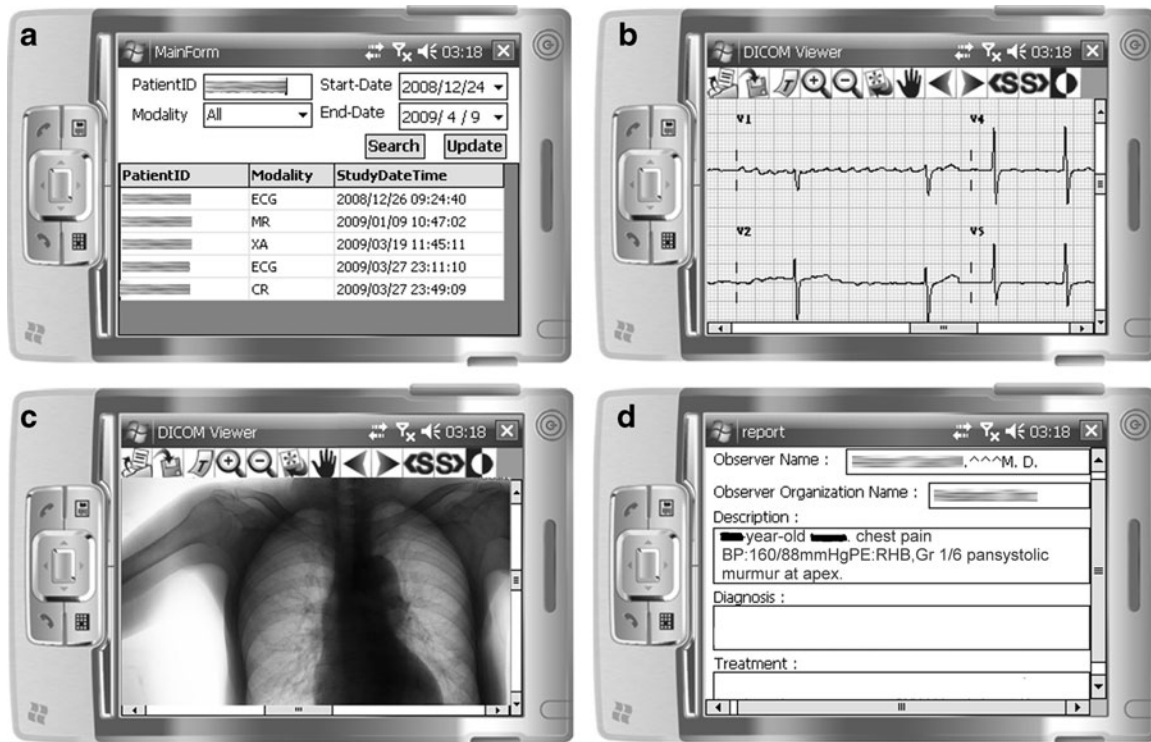 a
MainForm 03:18
PatientID Start-Date 2008/12/24
Modality All End-Date 2009/ 4 / 9
Search Update
PatientID Modality StudyDateTime
ECG 2008/12/26 09:24:40
MR 2009/01/09 10:47:02
XA 2009/03/19 11:45:11
ECG 2009/03/27 23:11:10
CR 2009/03/27 23:49:09
b
DICOM Viewer 03:18
T <S S>
V1 V4
V2 V5
c
DICOM Viewer 03:18
T <S S>
d
report 03:18
Observer Name : .^^^M. D.
Observer Organization Name :
Description :
-year-old . chest pain
BP:160/88mmHgPE:RHB,Gr 1/6 pansystolic
murmur at apex.
Diagnosis :
Treatment :